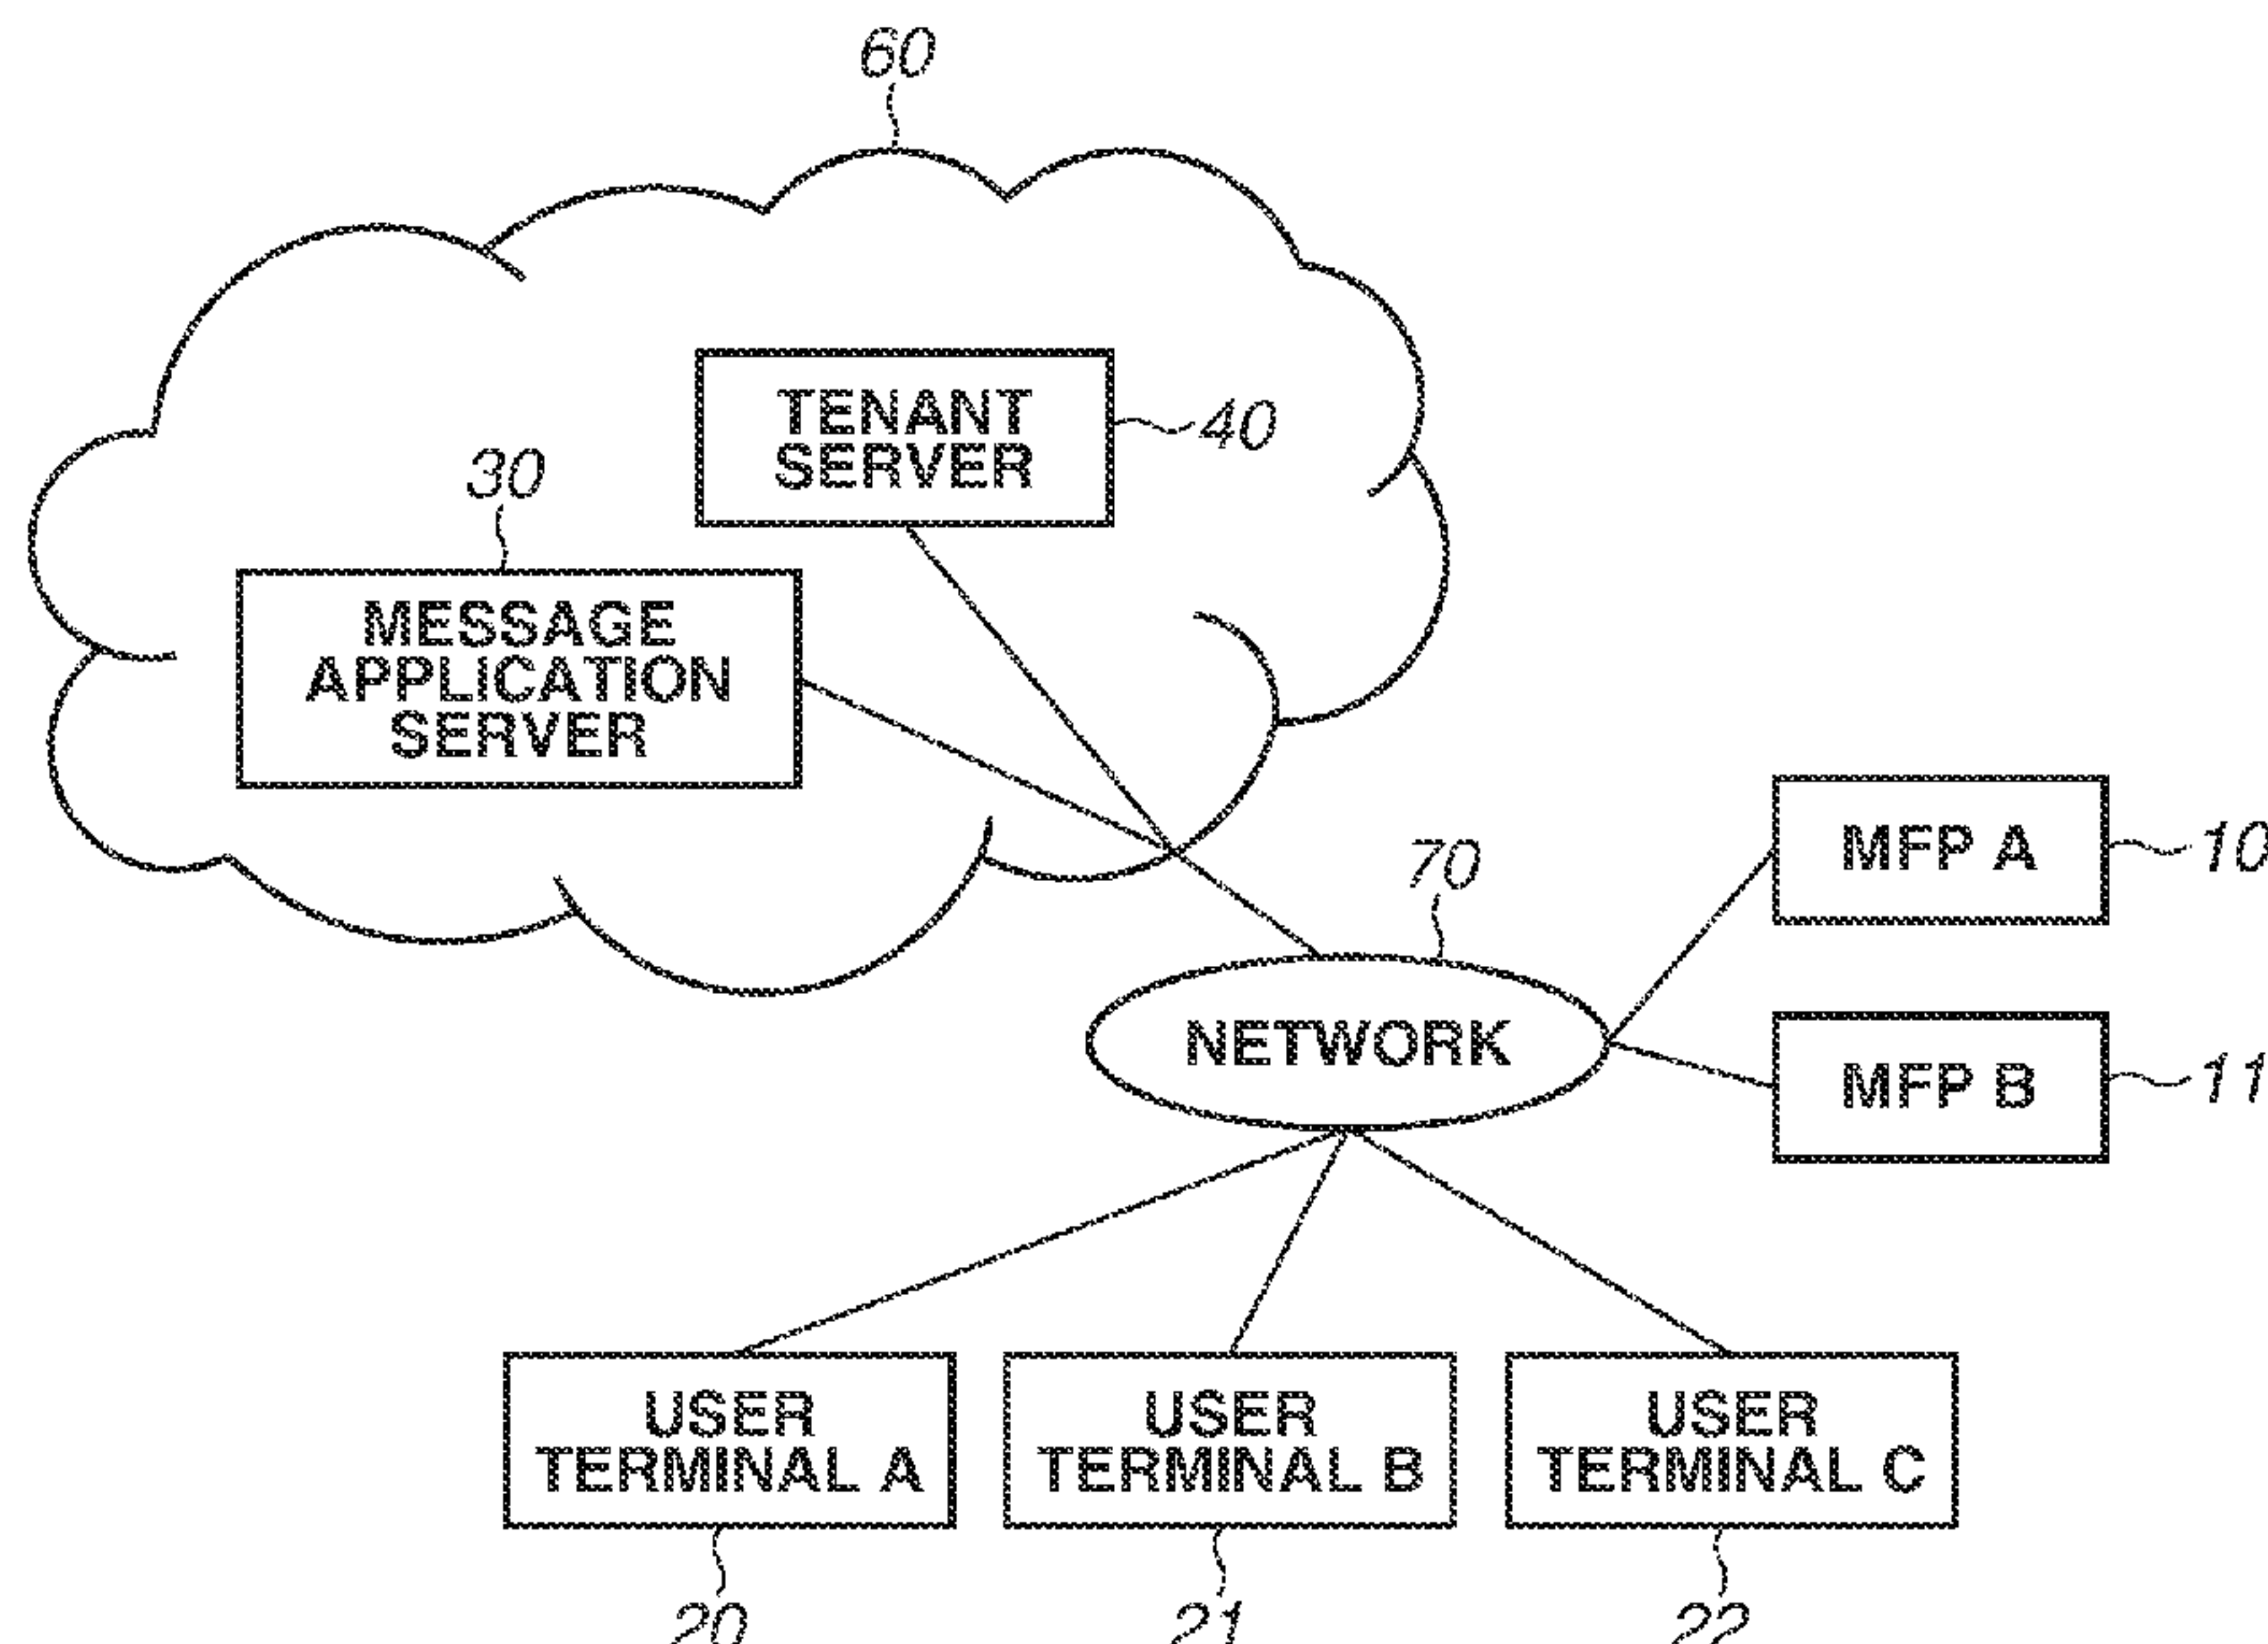 60
TENANT
SERVER
40
30
MESSAGE
APPLICATION
SERVER
MFP A
10
70
NETWORK
MFP B
11
USER
TERMINAL A
USER
TERMINAL B
USER
TERMINAL C
20
21
22